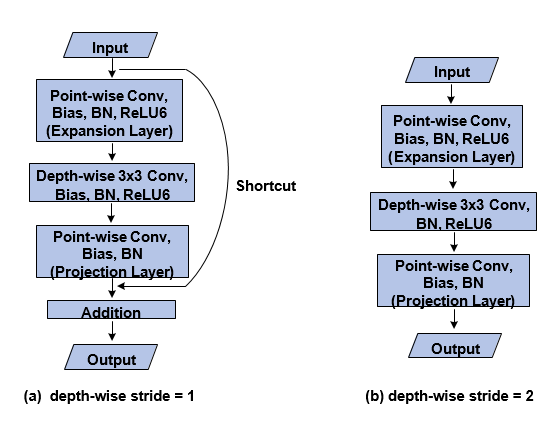 Input
Point-wise Conv,
Bias, BN, ReLU6
(Expansion Layer)
Depth-wise 3x3 Conv,
Bias, BN, ReLU6
Point-wise Conv,
Bias, BN
(Projection Layer)
Addition
Output
Shortcut
(a) depth-wise stride = 1
Input
Point-wise Conv,
Bias, BN, ReLU6
(Expansion Layer)
Depth-wise 3x3 Conv,
BN, ReLU6
Point-wise Conv,
Bias, BN
(Projection Layer)
Output
(b) depth-wise stride = 2